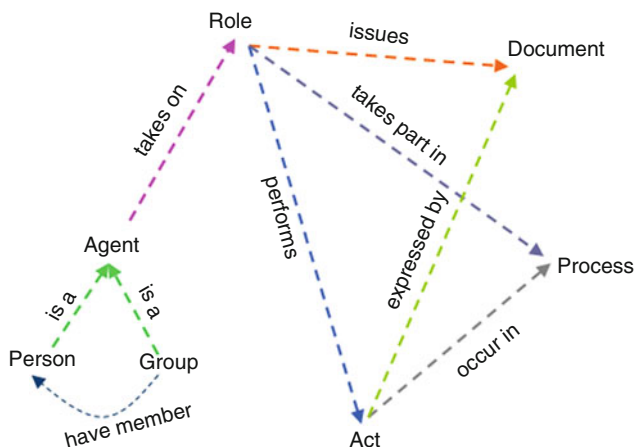 Role
issues
Document
takes on
takes part in
performs
expressed by
Agent
Process
is a
is a
Person
Group
occur in
have member
Act